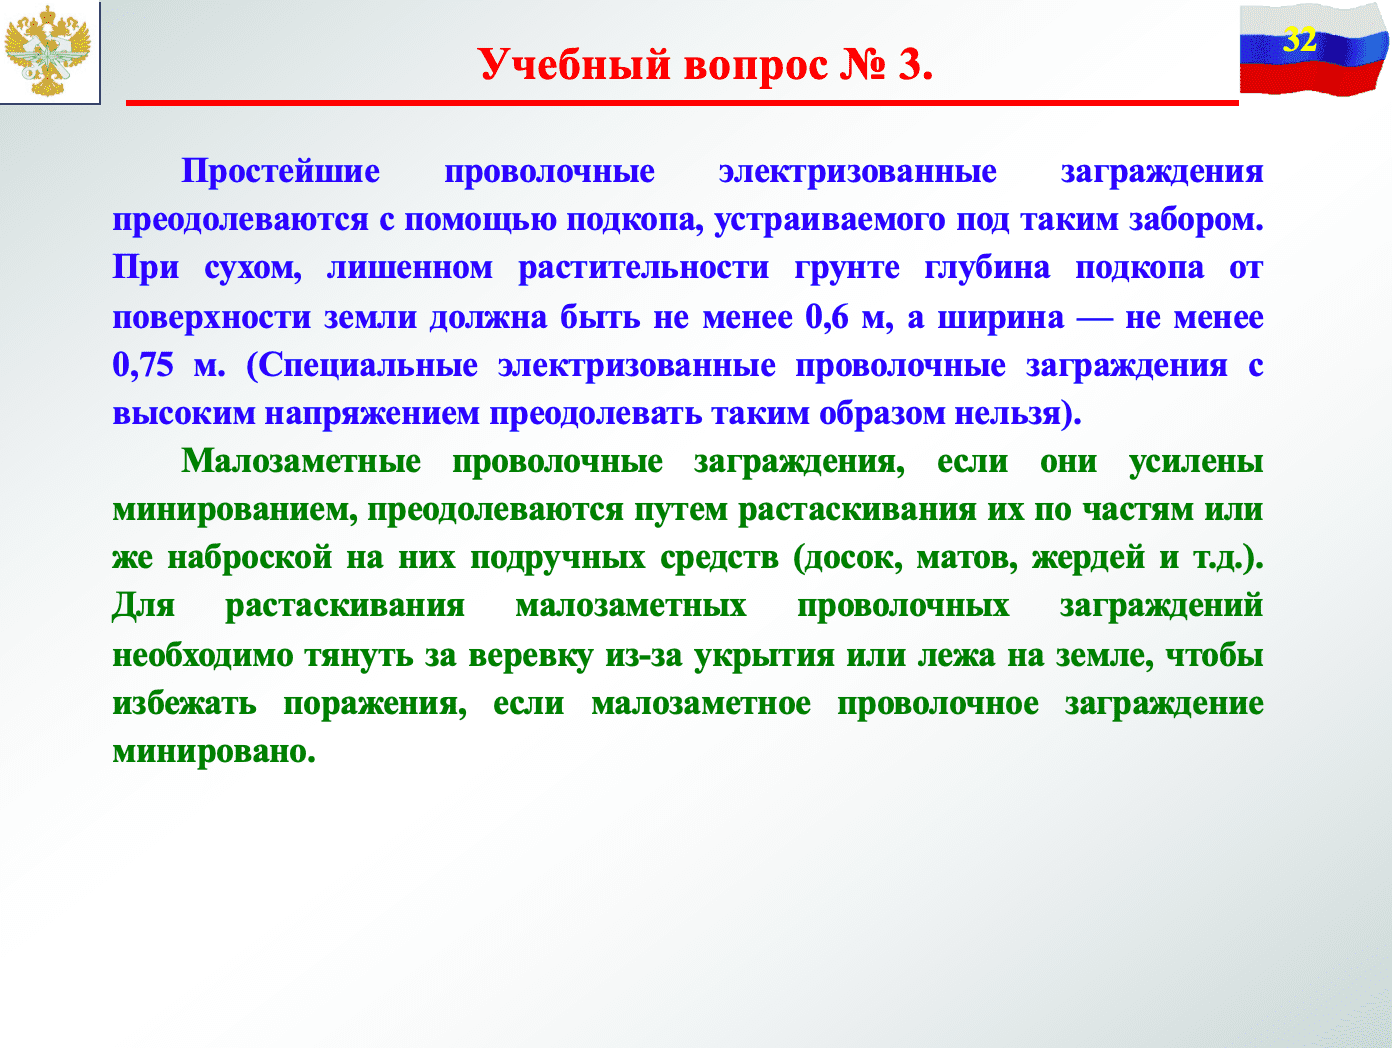 32
Учебный вопрос № 3.
Простейшие проволочные электризованные заграждения
преодолеваются с помощью подкопа, устраиваемого под таким забором.
При сухом, лишенном растительности грунте глубина подкопа от
поверхности земли должна быть не менее 0,6 м, а ширина — не менее
0,75 м. (Специальные электризованные проволочные заграждения с
высоким напряжением преодолевать таким образом нельзя).
Малозаметные проволочные заграждения, если они усилены
минированием, преодолеваются путем растаскивания их по частям или
же наброской на них подручных средств (досок, матов, жердей и т.д.).
Для растаскивания малозаметных проволочных заграждений
необходимо тянуть за веревку из-за укрытия или лежа на земле, чтобы
избежать поражения, если малозаметное проволочное заграждение
минировано.